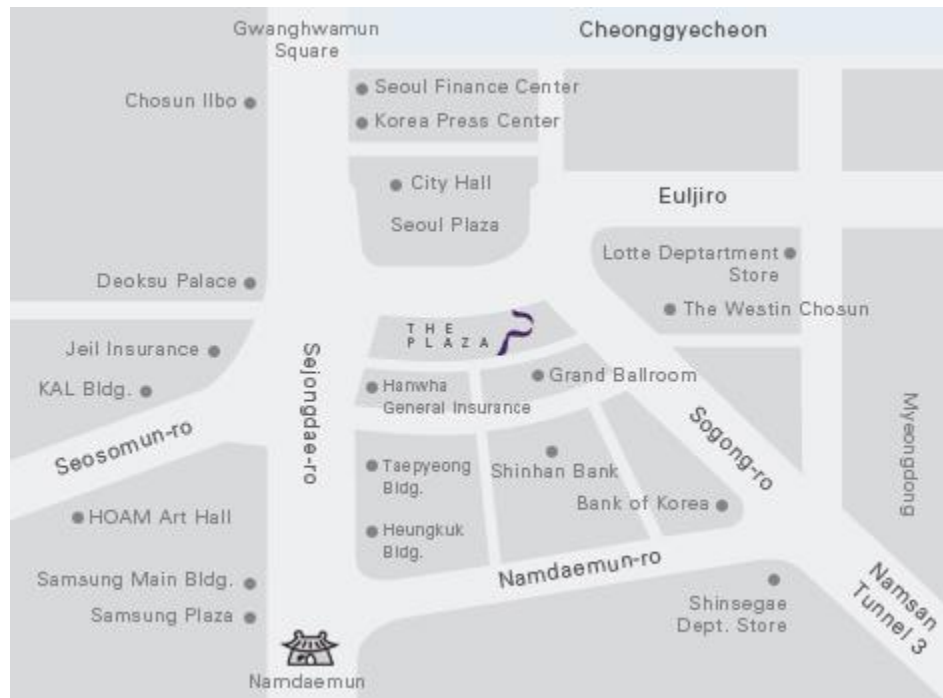 Gwanghwamun
Square
Cheonggyecheon
Chosun Ilbo
Seoul Finance Center
Korea Press Center
City Hall
Seoul Plaza
Euljiro
Lotte Deptartment
Store
The Westin Chosun
Deoksu Palace
THE
PLAZA
Jeil Insurance
KAL Bldg.
Sejongdae-ro
Hanwha
General Insurance
Grand Ballroom
Seosomun-ro
Sogong-ro
Myeongdong
Taepyeong
Bldg.
Shinhan Bank
Bank of Korea
HOAM Art Hall
Heungkuk
Bldg.
Namdaemun-ro
Samsung Main Bldg.
Samsung Plaza
Shinsegae
Dept. Store
Namsan
Tunnel 3
Namdaemun